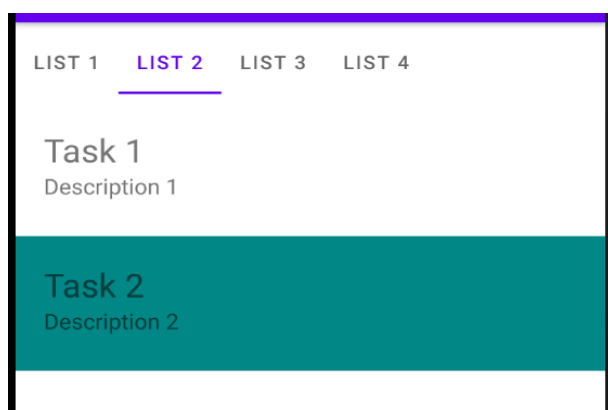 LIST 1 LIST 2 LIST 3 LIST 4
Task 1
Description 1
Task 2
Description 2